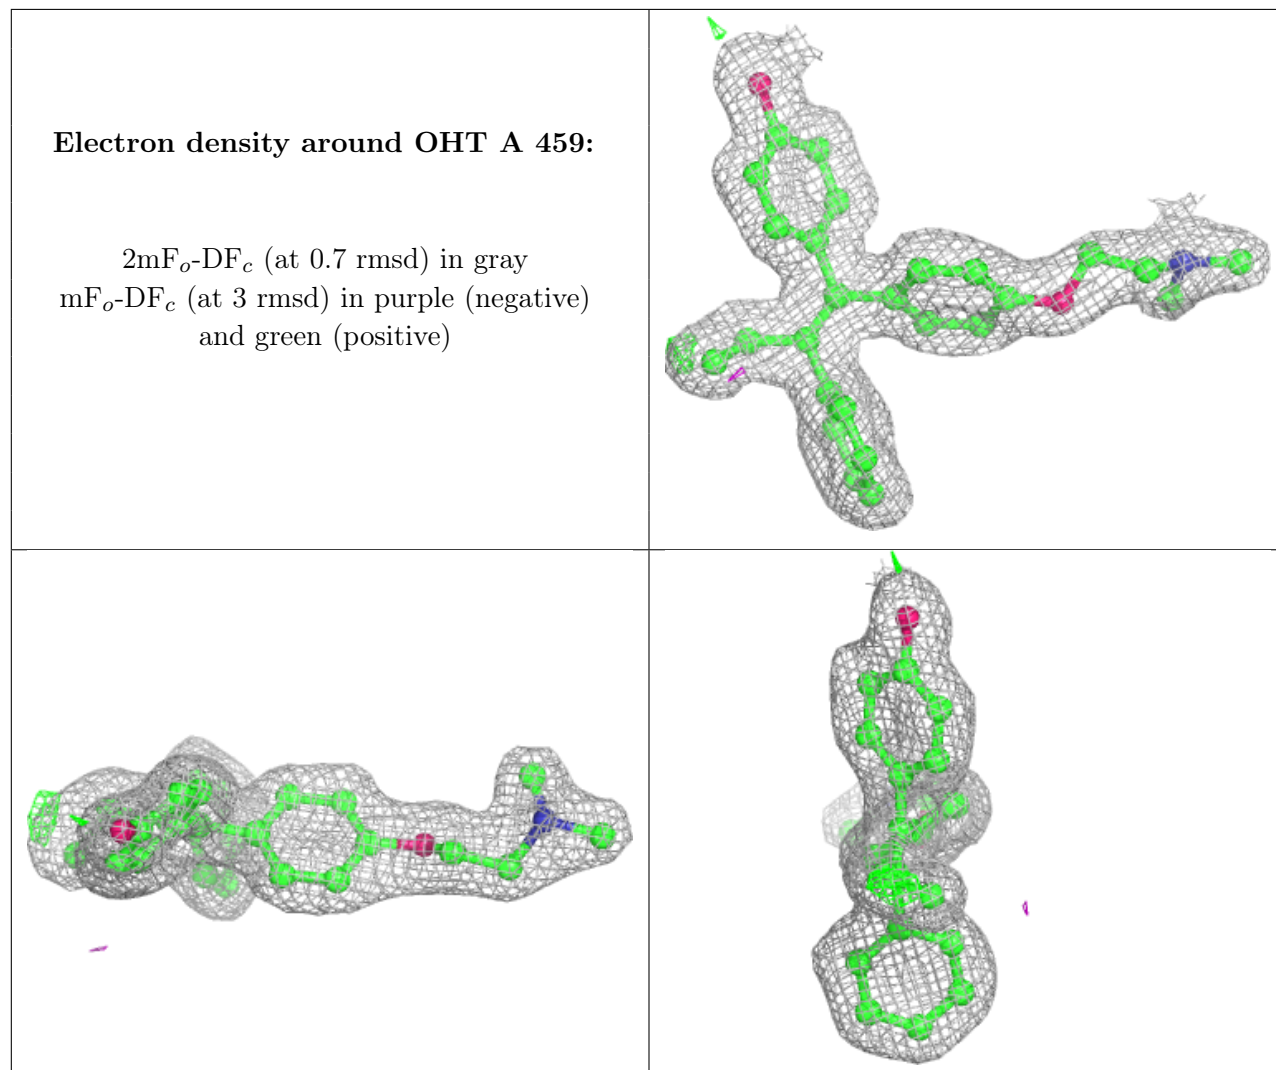 Electron density around OHT A 459:
2mFo-DFc (at 0.7 rmsd) in gray
mFo-DFc (at 3 rmsd) in purple (negative)
and green (positive)